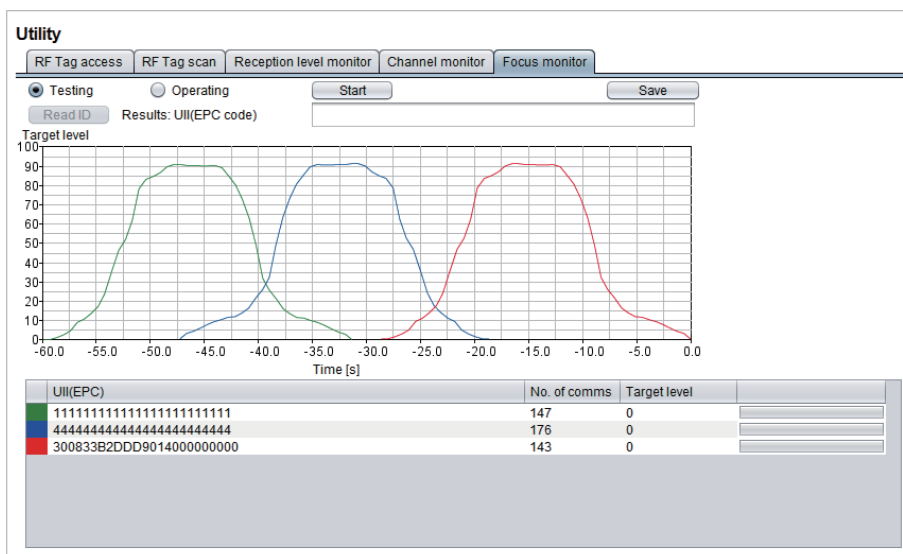 Utility
RF Tag access RF Tag scan Reception level monitor Channel monitor Focus monitor
Testing Operating Start Save
Read ID Results: UII(EPC code)
Target level
100
90
80
70
60
50
40
30
20
10
0
-60.0 -55.0 -50.0 -45.0 -40.0 -35.0 -30.0 -25.0 -20.0 -15.0 -10.0 -5.0 0.0
Time [s]
UII(EPC) No. of comms Target level
111111111111111111111111 147 0
444444444444444444444444 176 0
300833B2DDD9014000000000 143 0